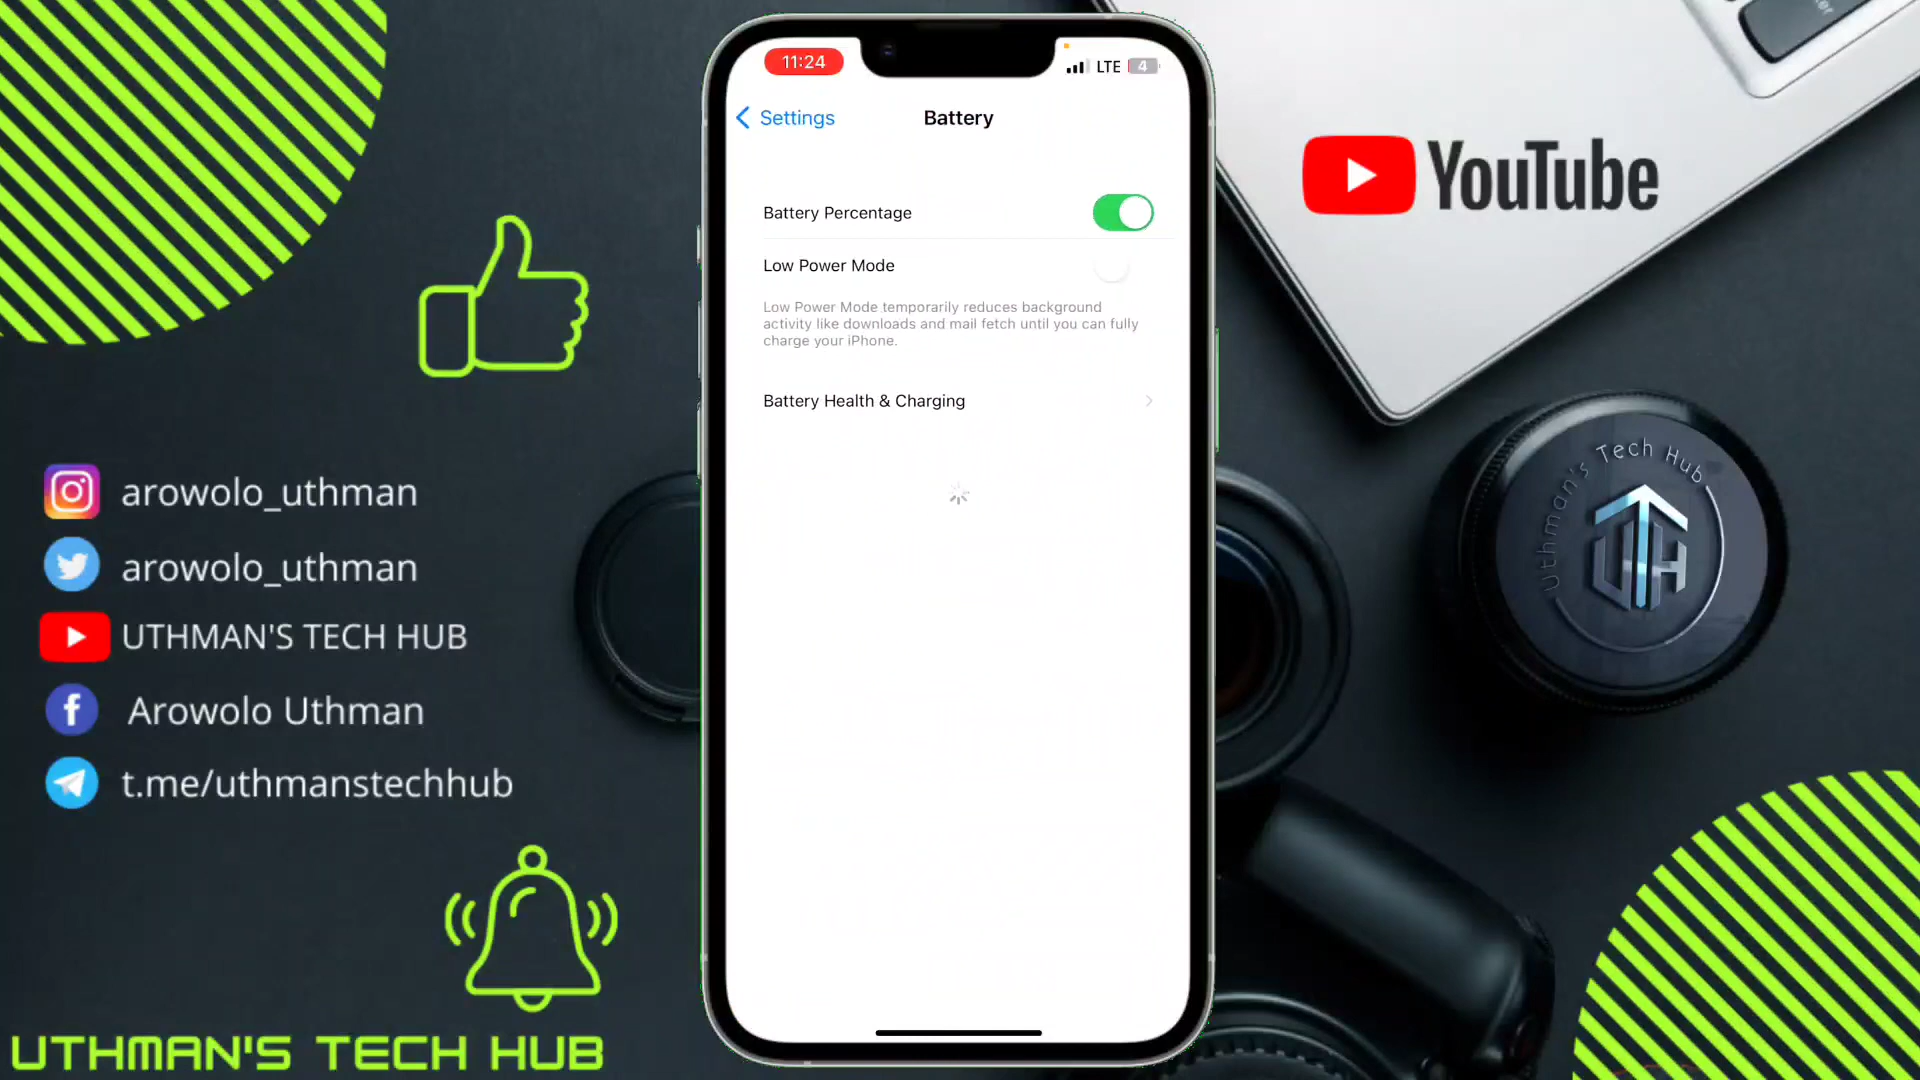 11:24
LTE 4
Settings
Battery
Battery Percentage
Low Power Mode
Low Power Mode temporarily reduces background
activity like downloads and mail fetch until you can fully
charge your iPhone.
Battery Health & Charging
YouTube
Uthman's Tech Hub
UTH
arowolo_uthman
arowolo_uthman
UTHMAN'S TECH HUB
Arowolo Uthman
t.me/uthmanstechhub
UTHMAN'S TECH HUB